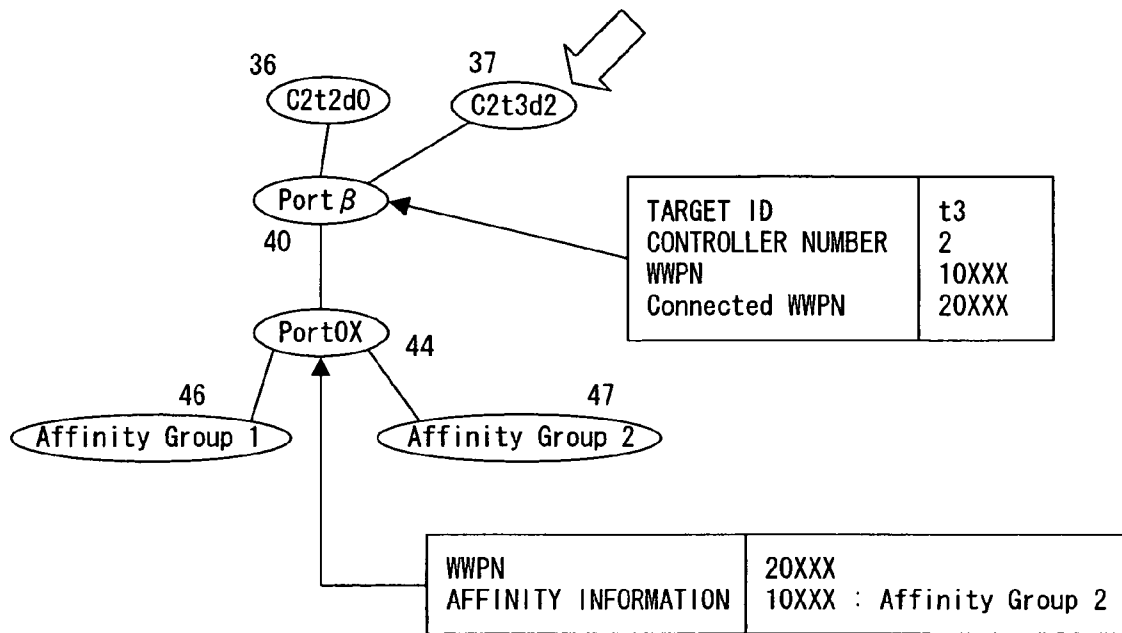 36
37
C2t2d0
C2t3d2
Port β
40
TARGET ID t3
CONTROLLER NUMBER 2
WWPN 10XXX
Connected WWPN 20XXX
Port0X
44
46
47
Affinity Group 1
Affinity Group 2
WWPN 20XXX
AFFINITY INFORMATION 10XXX : Affinity Group 2